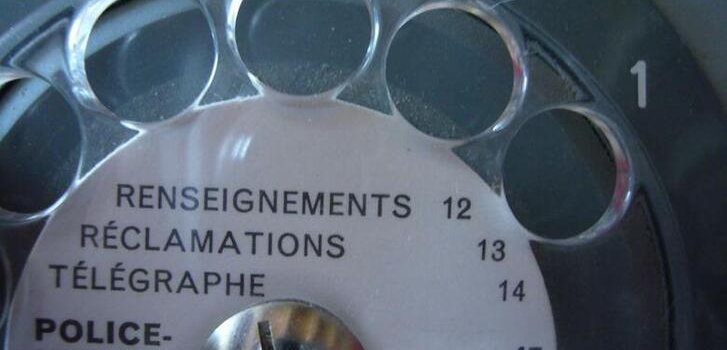 1
RENSEIGNEMENTS 12
RÉCLAMATIONS 13
TÉLÉGRAPHE 14
POLICE-